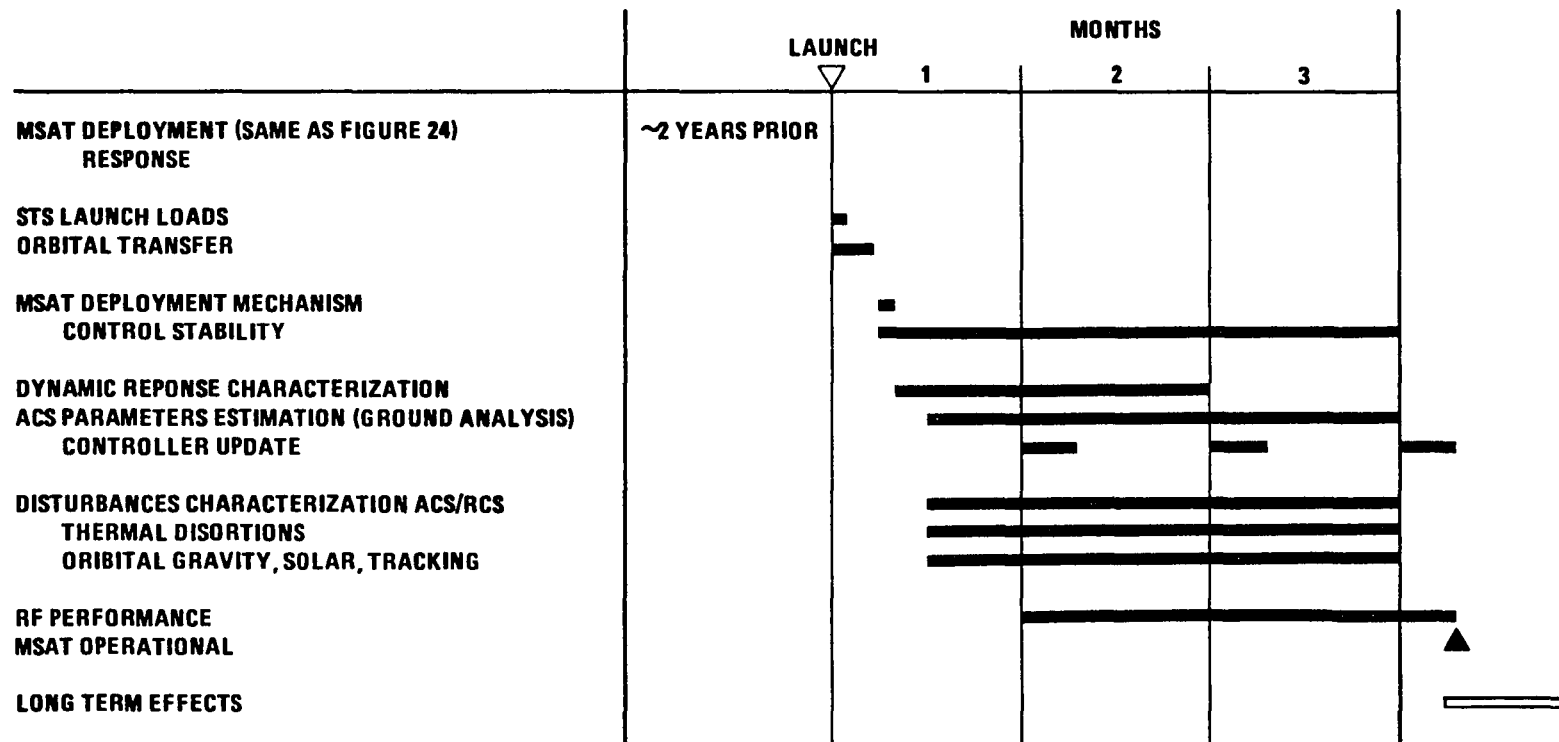 MONTHS
LAUNCH
1 2 3
MSAT DEPLOYMENT (SAME AS FIGURE 24) ~2 YEARS PRIOR
RESPONSE
STS LAUNCH LOADS
ORBITAL TRANSFER
MSAT DEPLOYMENT MECHANISM
CONTROL STABILITY
DYNAMIC REPONSE CHARACTERIZATION
ACS PARAMETERS ESTIMATION (GROUND ANALYSIS)
CONTROLLER UPDATE
DISTURBANCES CHARACTERIZATION ACS/RCS
THERMAL DISORTIONS
ORIBITAL GRAVITY, SOLAR, TRACKING
RF PERFORMANCE
MSAT OPERATIONAL
LONG TERM EFFECTS